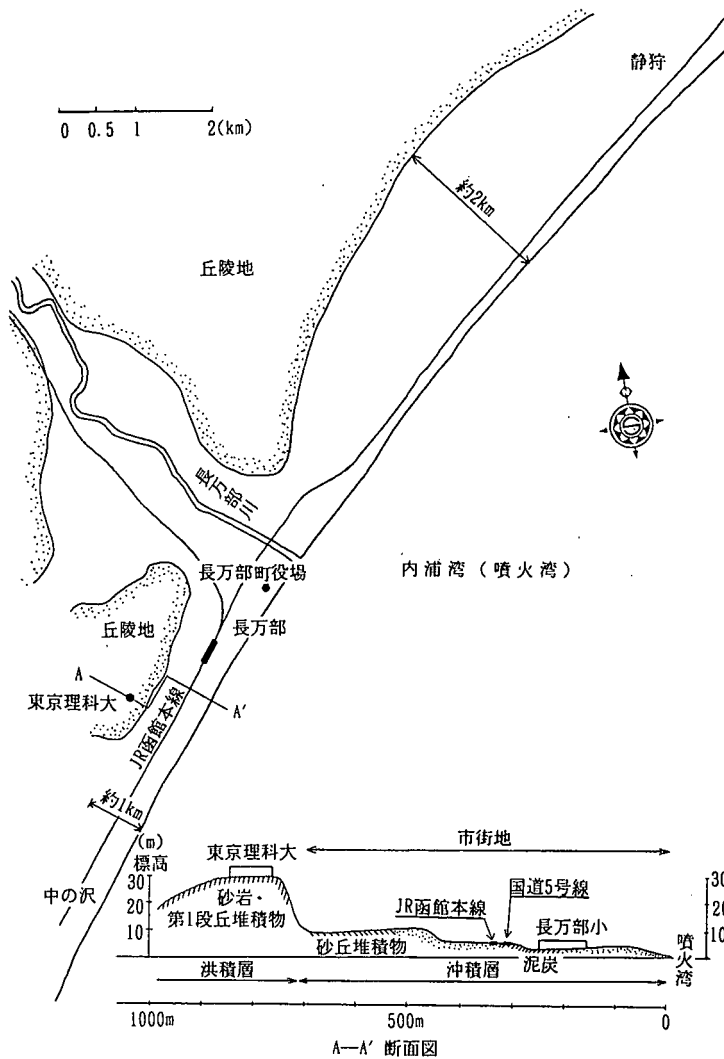 静狩
0 0.5 1 2(km)
約2km
丘陵地
長万部川
内浦湾(噴火湾)
長万部町役場
長万部
丘陵地
A
東京理科大
A′
JR函館本線
約1km
中の沢
(m)
標高
30
20
10
市街地
東京理科大
国道5号線
JR函館本線
長万部小
砂岩・
第1段丘堆積物
砂丘堆積物
泥炭
30
20
10
噴火湾
洪積層
沖積層
1000m 500m 0
A—A′ 断面図